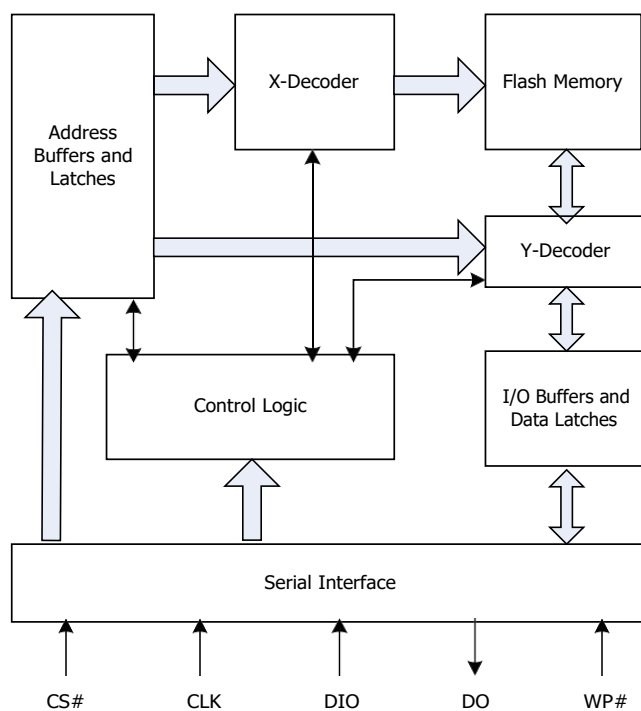 Address
Buffers and
Latches
X-Decoder
Flash Memory
Y-Decoder
Control Logic
I/O Buffers and
Data Latches
Serial Interface
CS#
CLK
DIO
DO
WP#